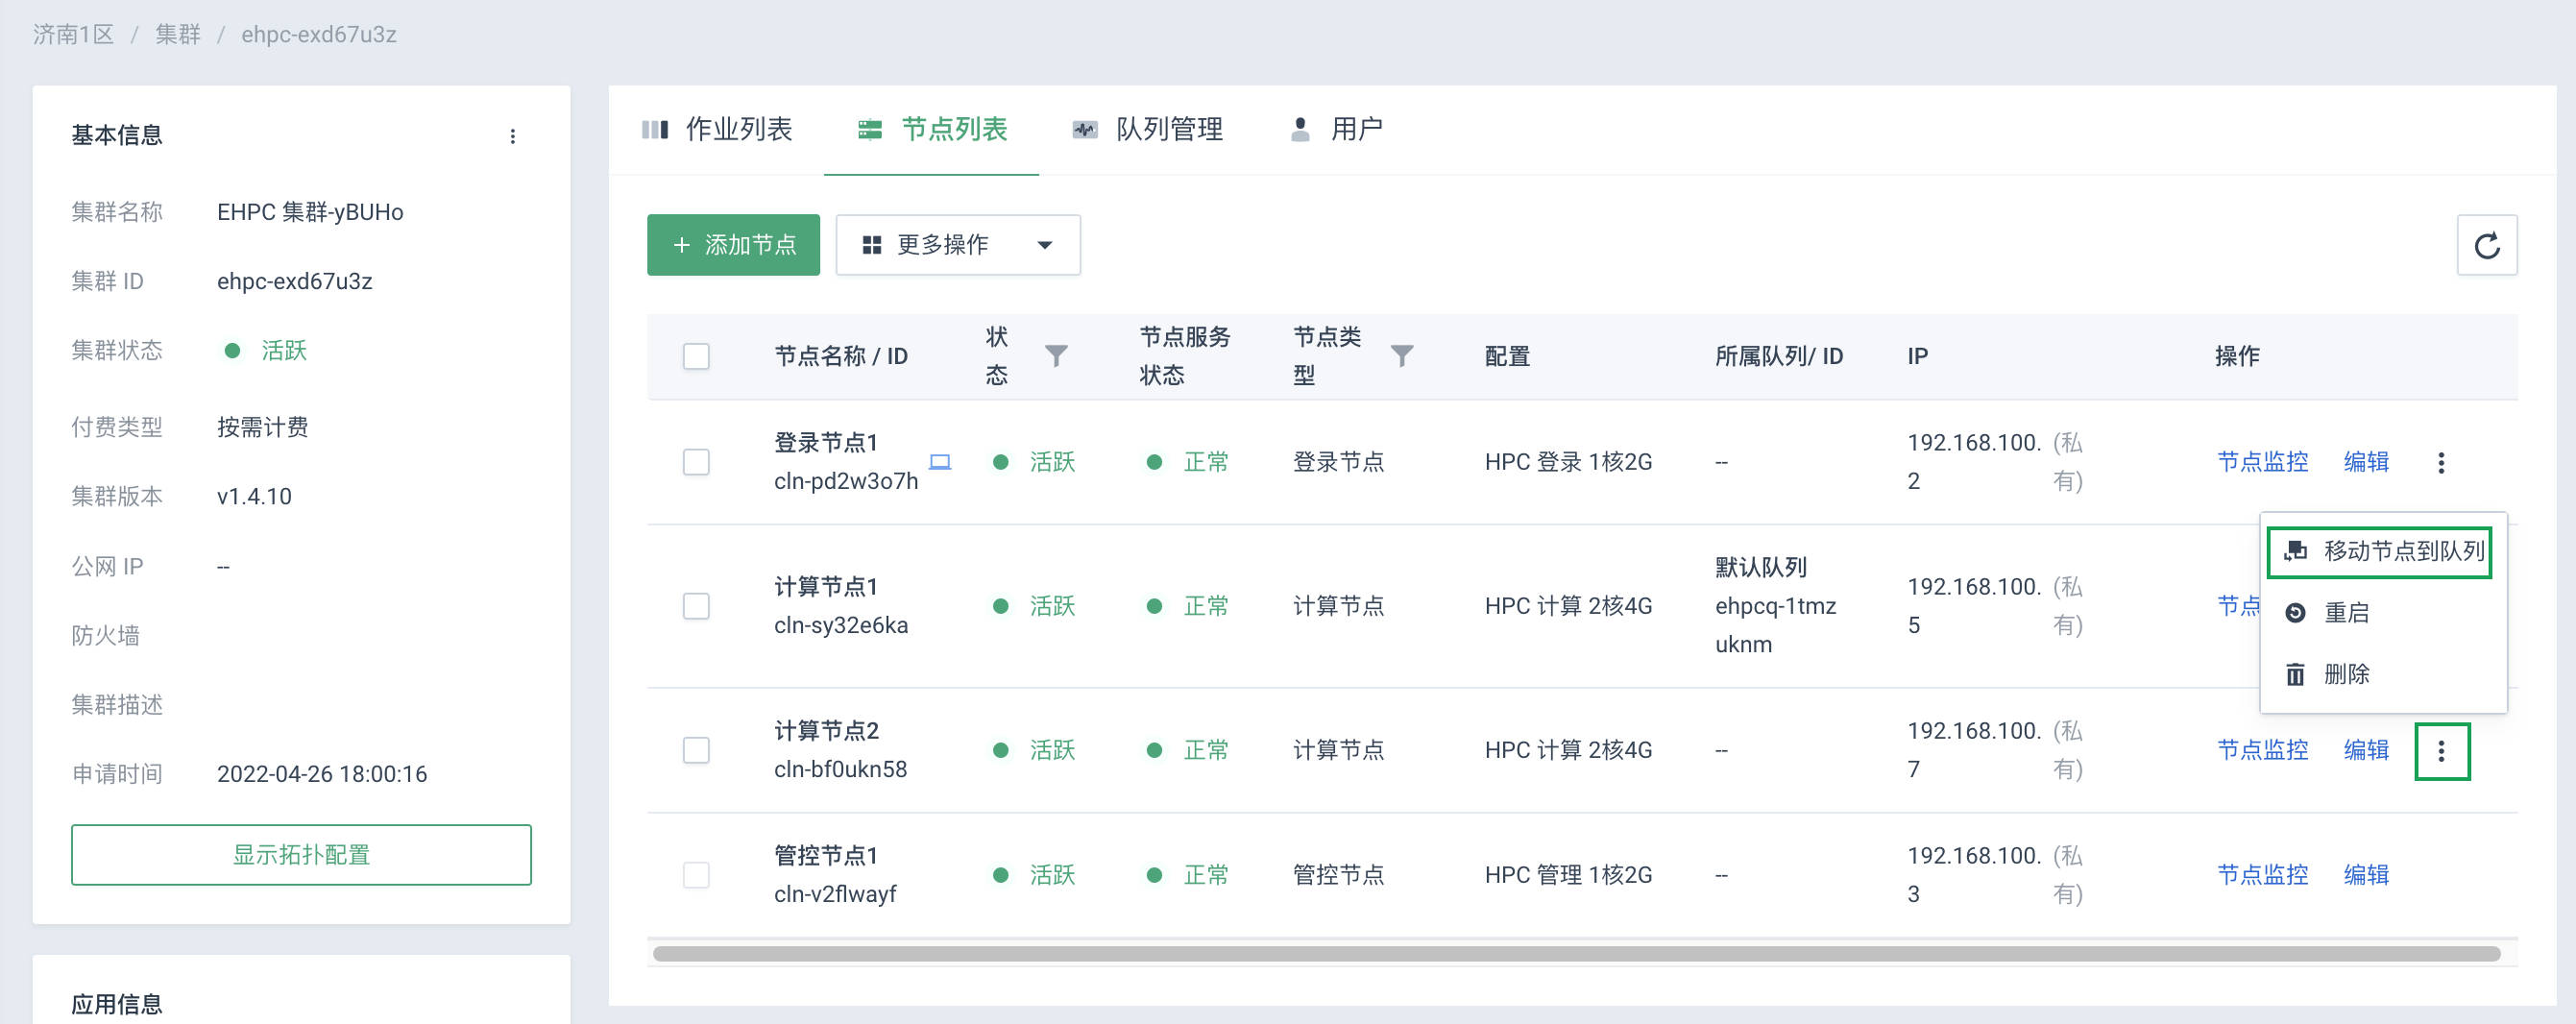 济南1区 / 集群 / ehpc-exd67u3z
基本信息
集群名称 EHPC 集群-yBUHo
集群 ID ehpc-exd67u3z
集群状态 活跃
付费类型 按需计费
集群版本 v1.4.10
公网 IP --
防火墙
集群描述
申请时间 2022-04-26 18:00:16
显示拓扑配置
应用信息
作业列表 节点列表 队列管理 用户
+ 添加节点 更多操作
节点名称 / ID 状态 节点服务状态 节点类型 配置 所属队列/ ID IP 操作
登录节点1
cln-pd2w3o7h 活跃 正常 登录节点 HPC 登录 1核2G -- 192.168.100.2 (私有) 节点监控 编辑
计算节点1
cln-sy32e6ka 活跃 正常 计算节点 HPC 计算 2核4G 默认队列
ehpcq-1tmz
uknm 192.168.100.5 (私有) 节点
移动节点到队列
重启
删除
计算节点2
cln-bf0ukn58 活跃 正常 计算节点 HPC 计算 2核4G -- 192.168.100.7 (私有) 节点监控 编辑
管控节点1
cln-v2flwayf 活跃 正常 管控节点 HPC 管理 1核2G -- 192.168.100.3 (私有) 节点监控 编辑